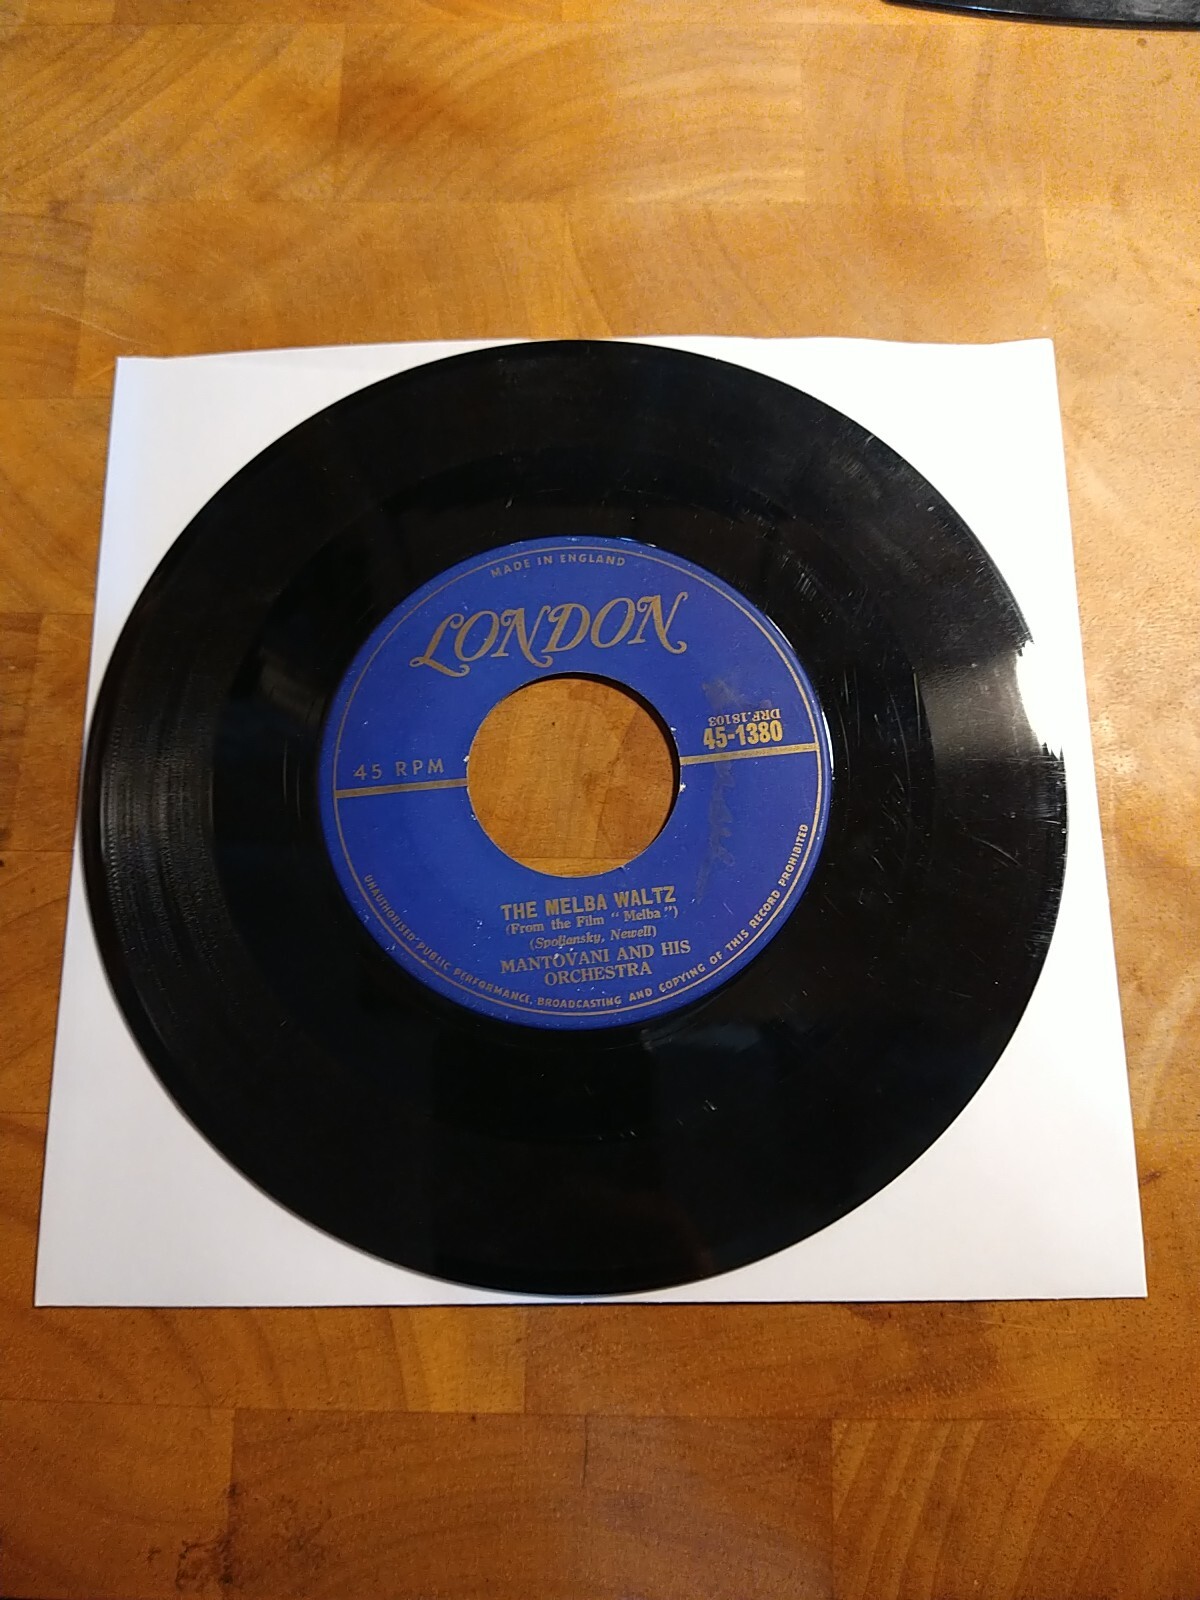 MADE IN ENGLAND
LONDON
DRF.18103
45-1380
45 RPM
THE MELBA WALTZ
(From the Film "Melba")
(Spoliansky, Newell)
MANTOVANI AND HIS
ORCHESTRA
UNAUTHORISED PUBLIC PERFORMANCE, BROADCASTING AND COPYING OF THIS RECORD PROHIBITED